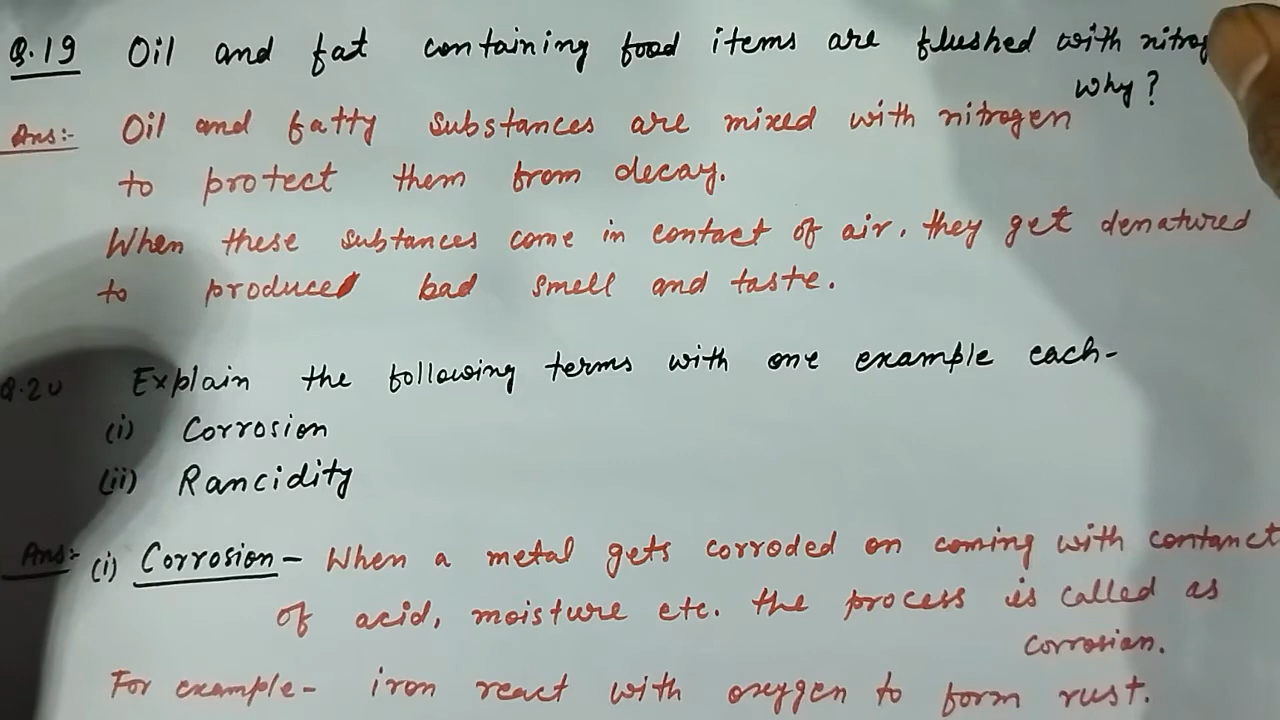 Q.19 Oil and fat containing food items are flushed with nitrog
Why?
Ans:- Oil and fatty substances are mixed with nitrogen
to protect them from decay.
When these substances come in contact of air, they get denatured
to produce bad smell and taste.
Q.20 Explain the following terms with one example each-
(i) Corrosion
(ii) Rancidity
Ans:- (i) Corrosion – When a metal gets corroded on coming with contanct
of acid, moisture etc. the process is called as
corrosian.
For example- iron react with oxygen to form rust.